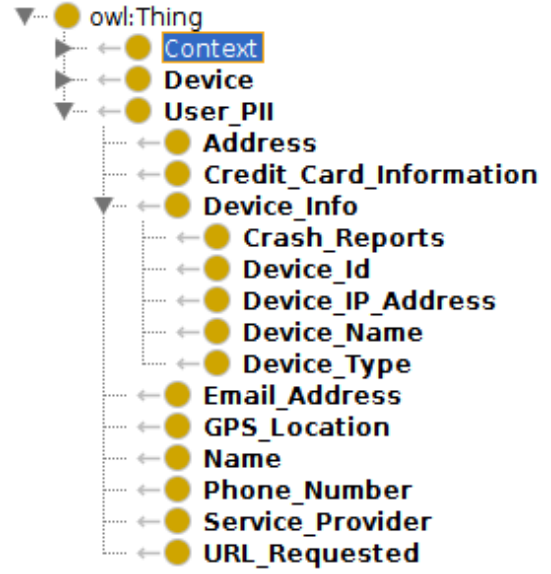 owl:Thing
Context
Device
User_PII
Address
Credit_Card_Information
Device_Info
Crash_Reports
Device_Id
Device_IP_Address
Device_Name
Device_Type
Email_Address
GPS_Location
Name
Phone_Number
Service_Provider
URL_Requested